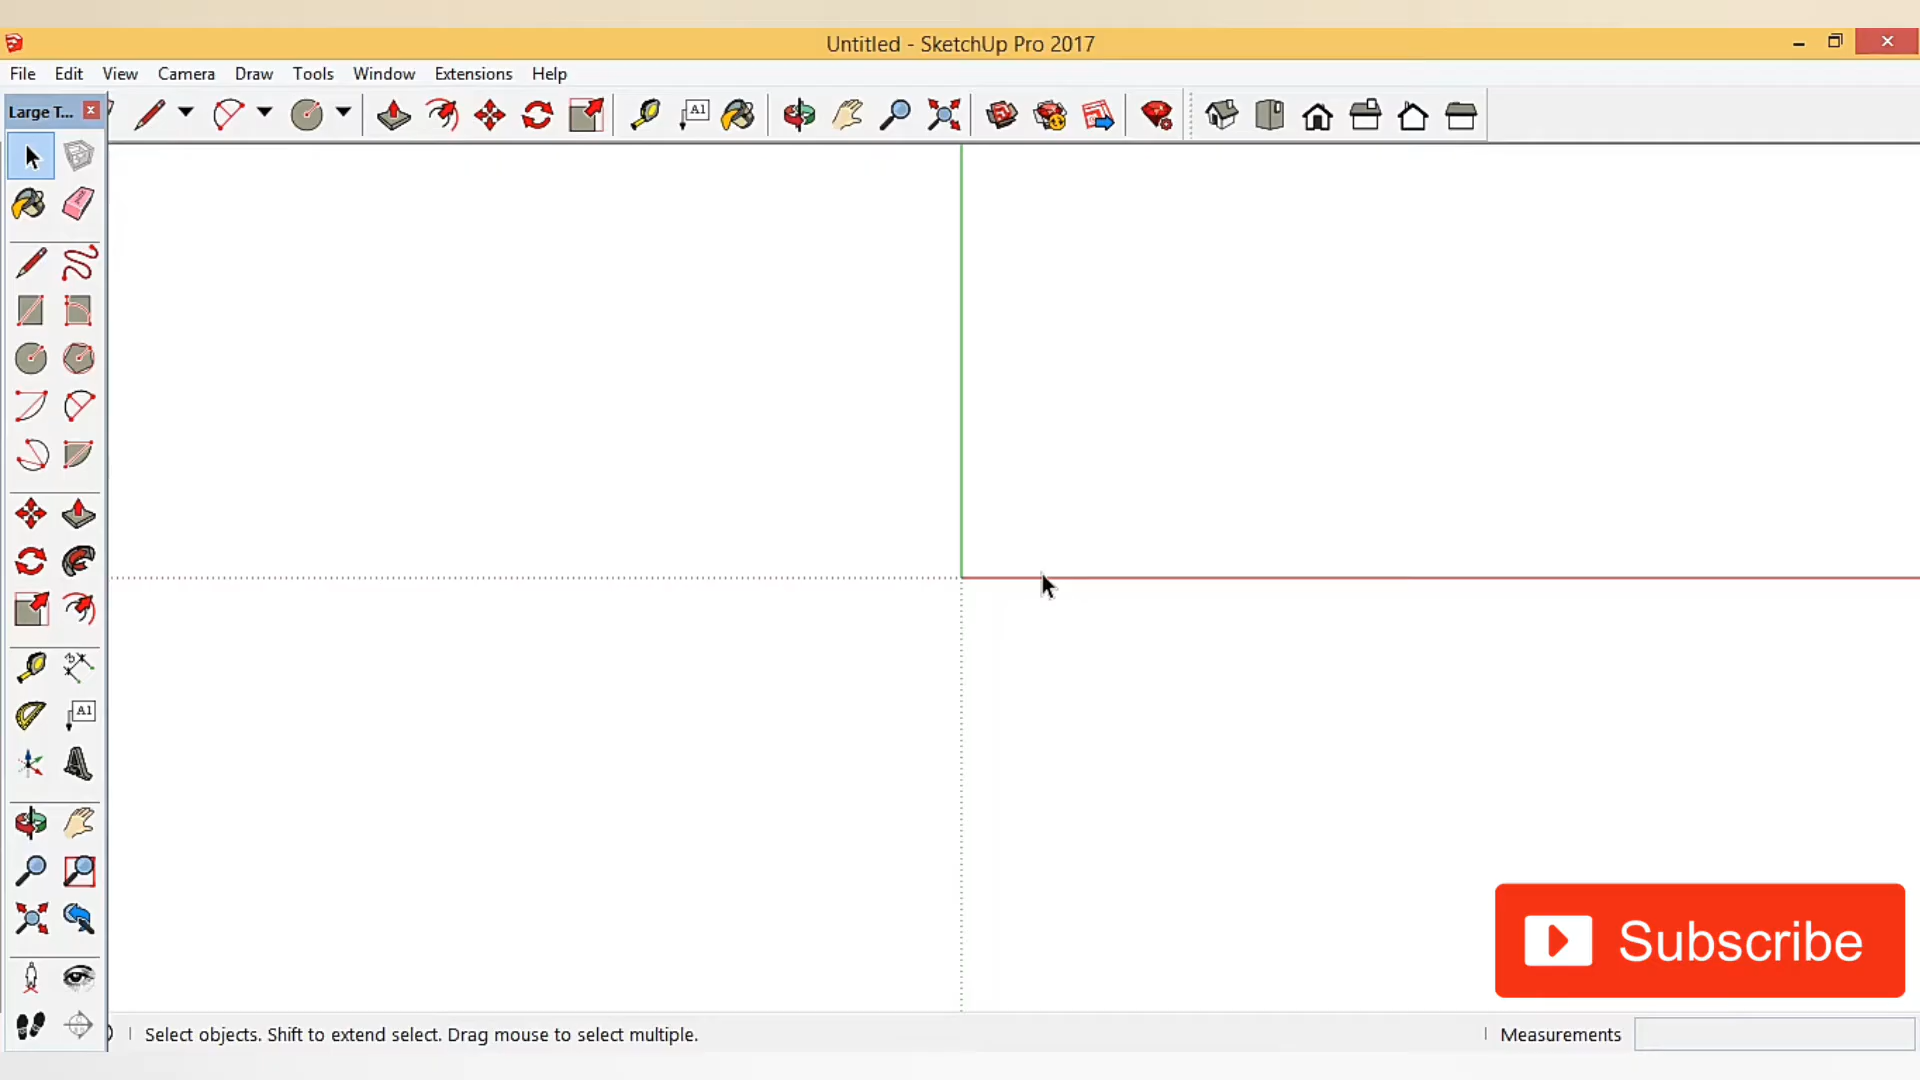 Untitled - SketchUp Pro 2017
File Edit View Camera Draw Tools Window Extensions Help
Large T...
A1
A1
Subscribe
Select objects. Shift to extend select. Drag mouse to select multiple.
Measurements